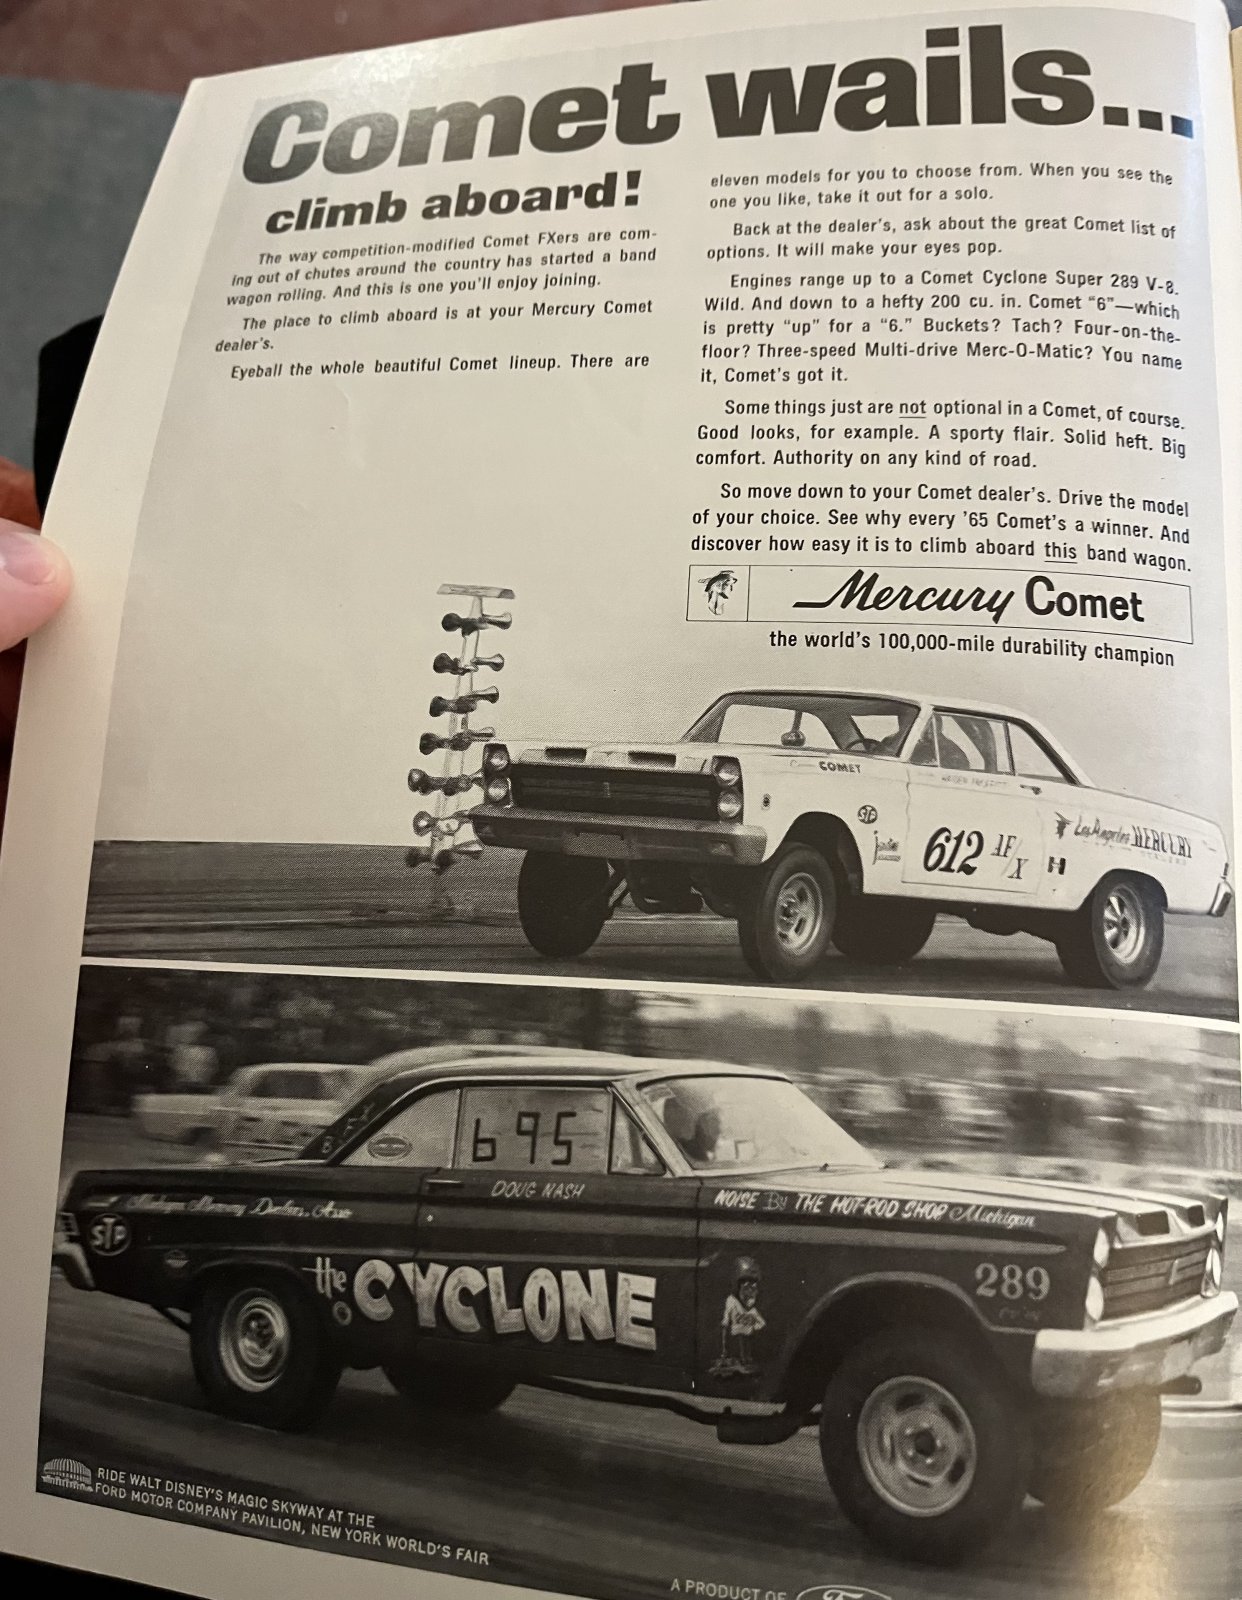 Comet wails...
climb aboard!
The way competition-modified Comet FXers are com-
ing out of chutes around the country has started a band
wagon rolling. And this is one you'll enjoy joining.
The place to climb aboard is at your Mercury Comet
dealer's.
Eyeball the whole beautiful Comet lineup. There are
eleven models for you to choose from. When you see the
one you like, take it out for a solo.
Back at the dealer's, ask about the great Comet list of
options. It will make your eyes pop.
Engines range up to a Comet Cyclone Super 289 V-8.
Wild. And down to a hefty 200 cu. in. Comet “6”—which
is pretty “up” for a “6.” Buckets? Tach? Four-on-the-
floor? Three-speed Multi-drive Merc-O-Matic? You name
it, Comet's got it.
Some things just are not optional in a Comet, of course.
Good looks, for example. A sporty flair. Solid heft. Big
comfort. Authority on any kind of road.
So move down to your Comet dealer's. Drive the model
of your choice. See why every '65 Comet's a winner. And
discover how easy it is to climb aboard this band wagon.
Mercury Comet
the world's 100,000-mile durability champion
COMET
STP
612 AF/X
Los Angeles MERCURY
b95
DOUG NASH
NOISE By THE HOT-ROD SHOP Michigan
STP
the CYCLONE
289
RIDE WALT DISNEY'S MAGIC SKYWAY AT THE
FORD MOTOR COMPANY PAVILION, NEW YORK WORLD'S FAIR
A PRODUCT OF